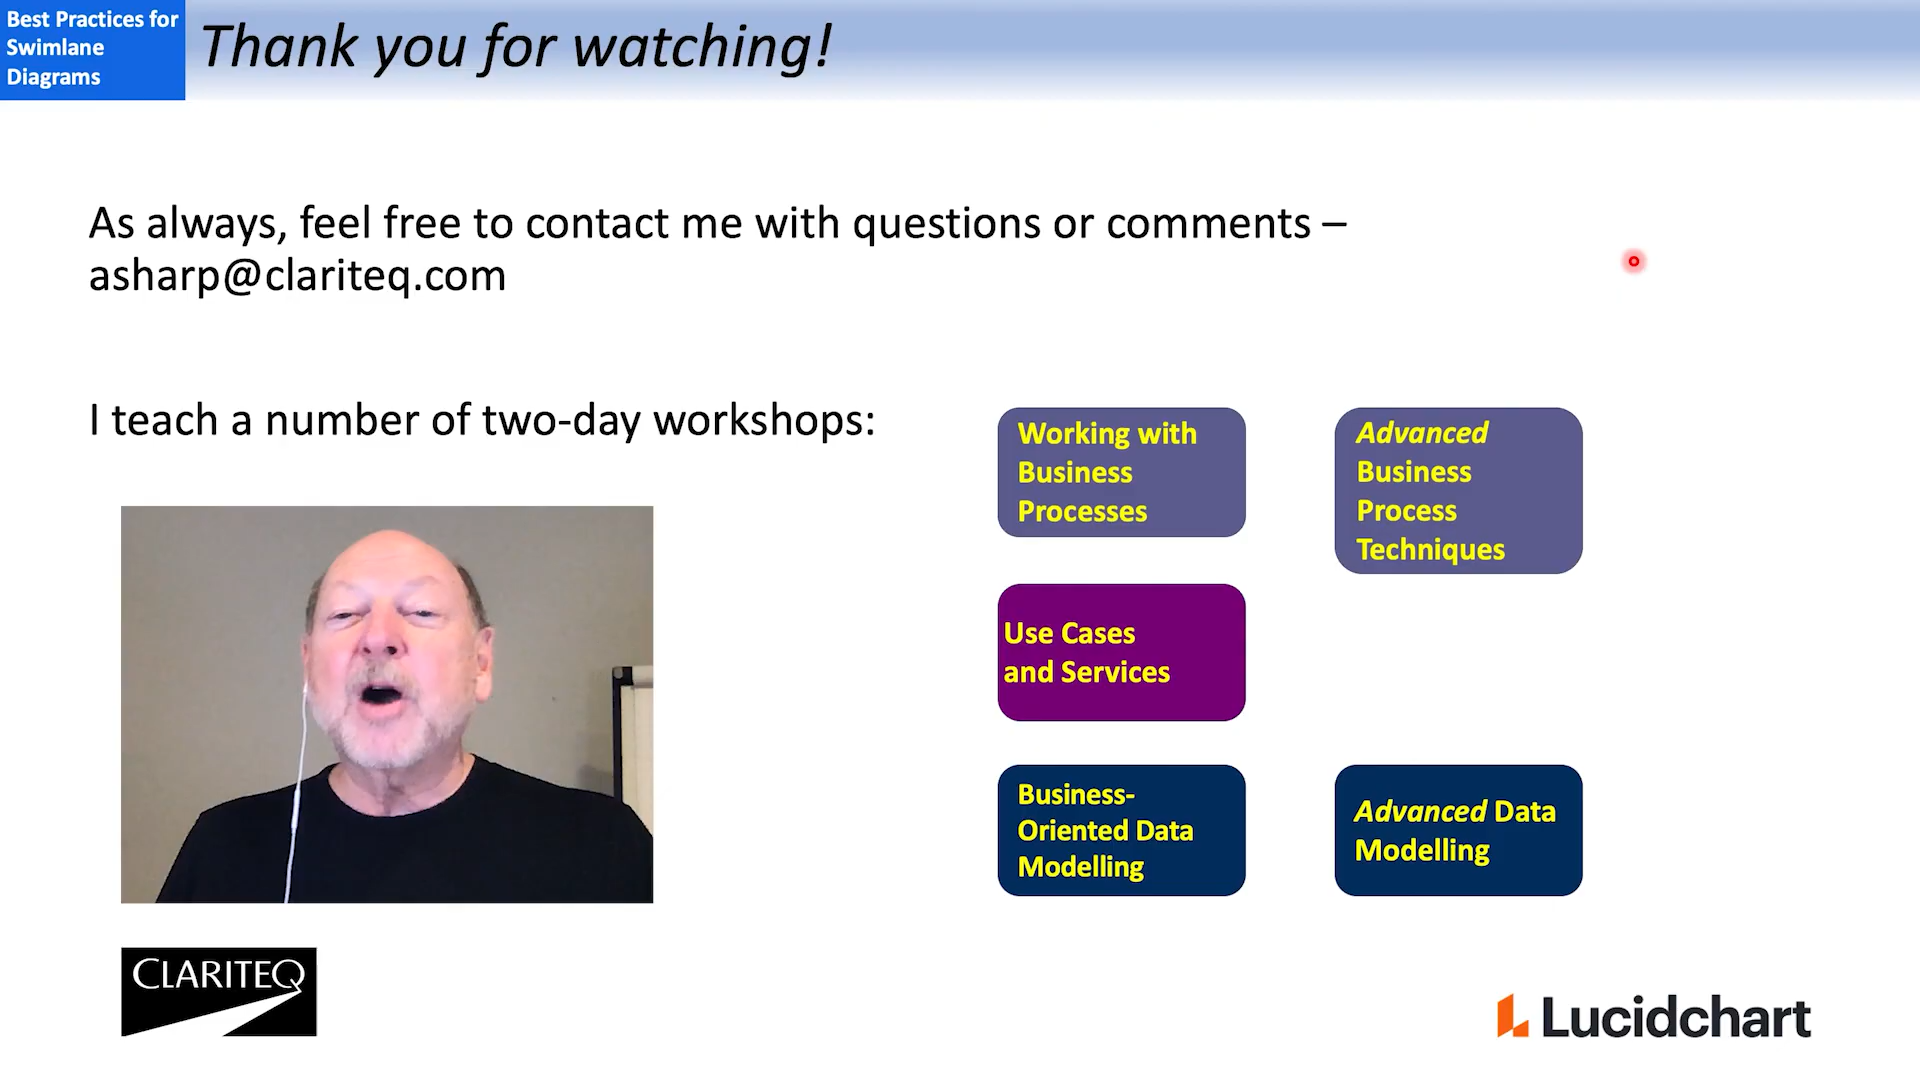 Best Practices for
Swimlane
Diagrams
Thank you for watching!
As always, feel free to contact me with questions or comments –
asharp@clariteq.com
I teach a number of two-day workshops:
Working with
Business
Processes
Advanced
Business
Process
Techniques
Use Cases
and Services
Business-
Oriented Data
Modelling
Advanced Data
Modelling
CLARITEQ
Lucidchart